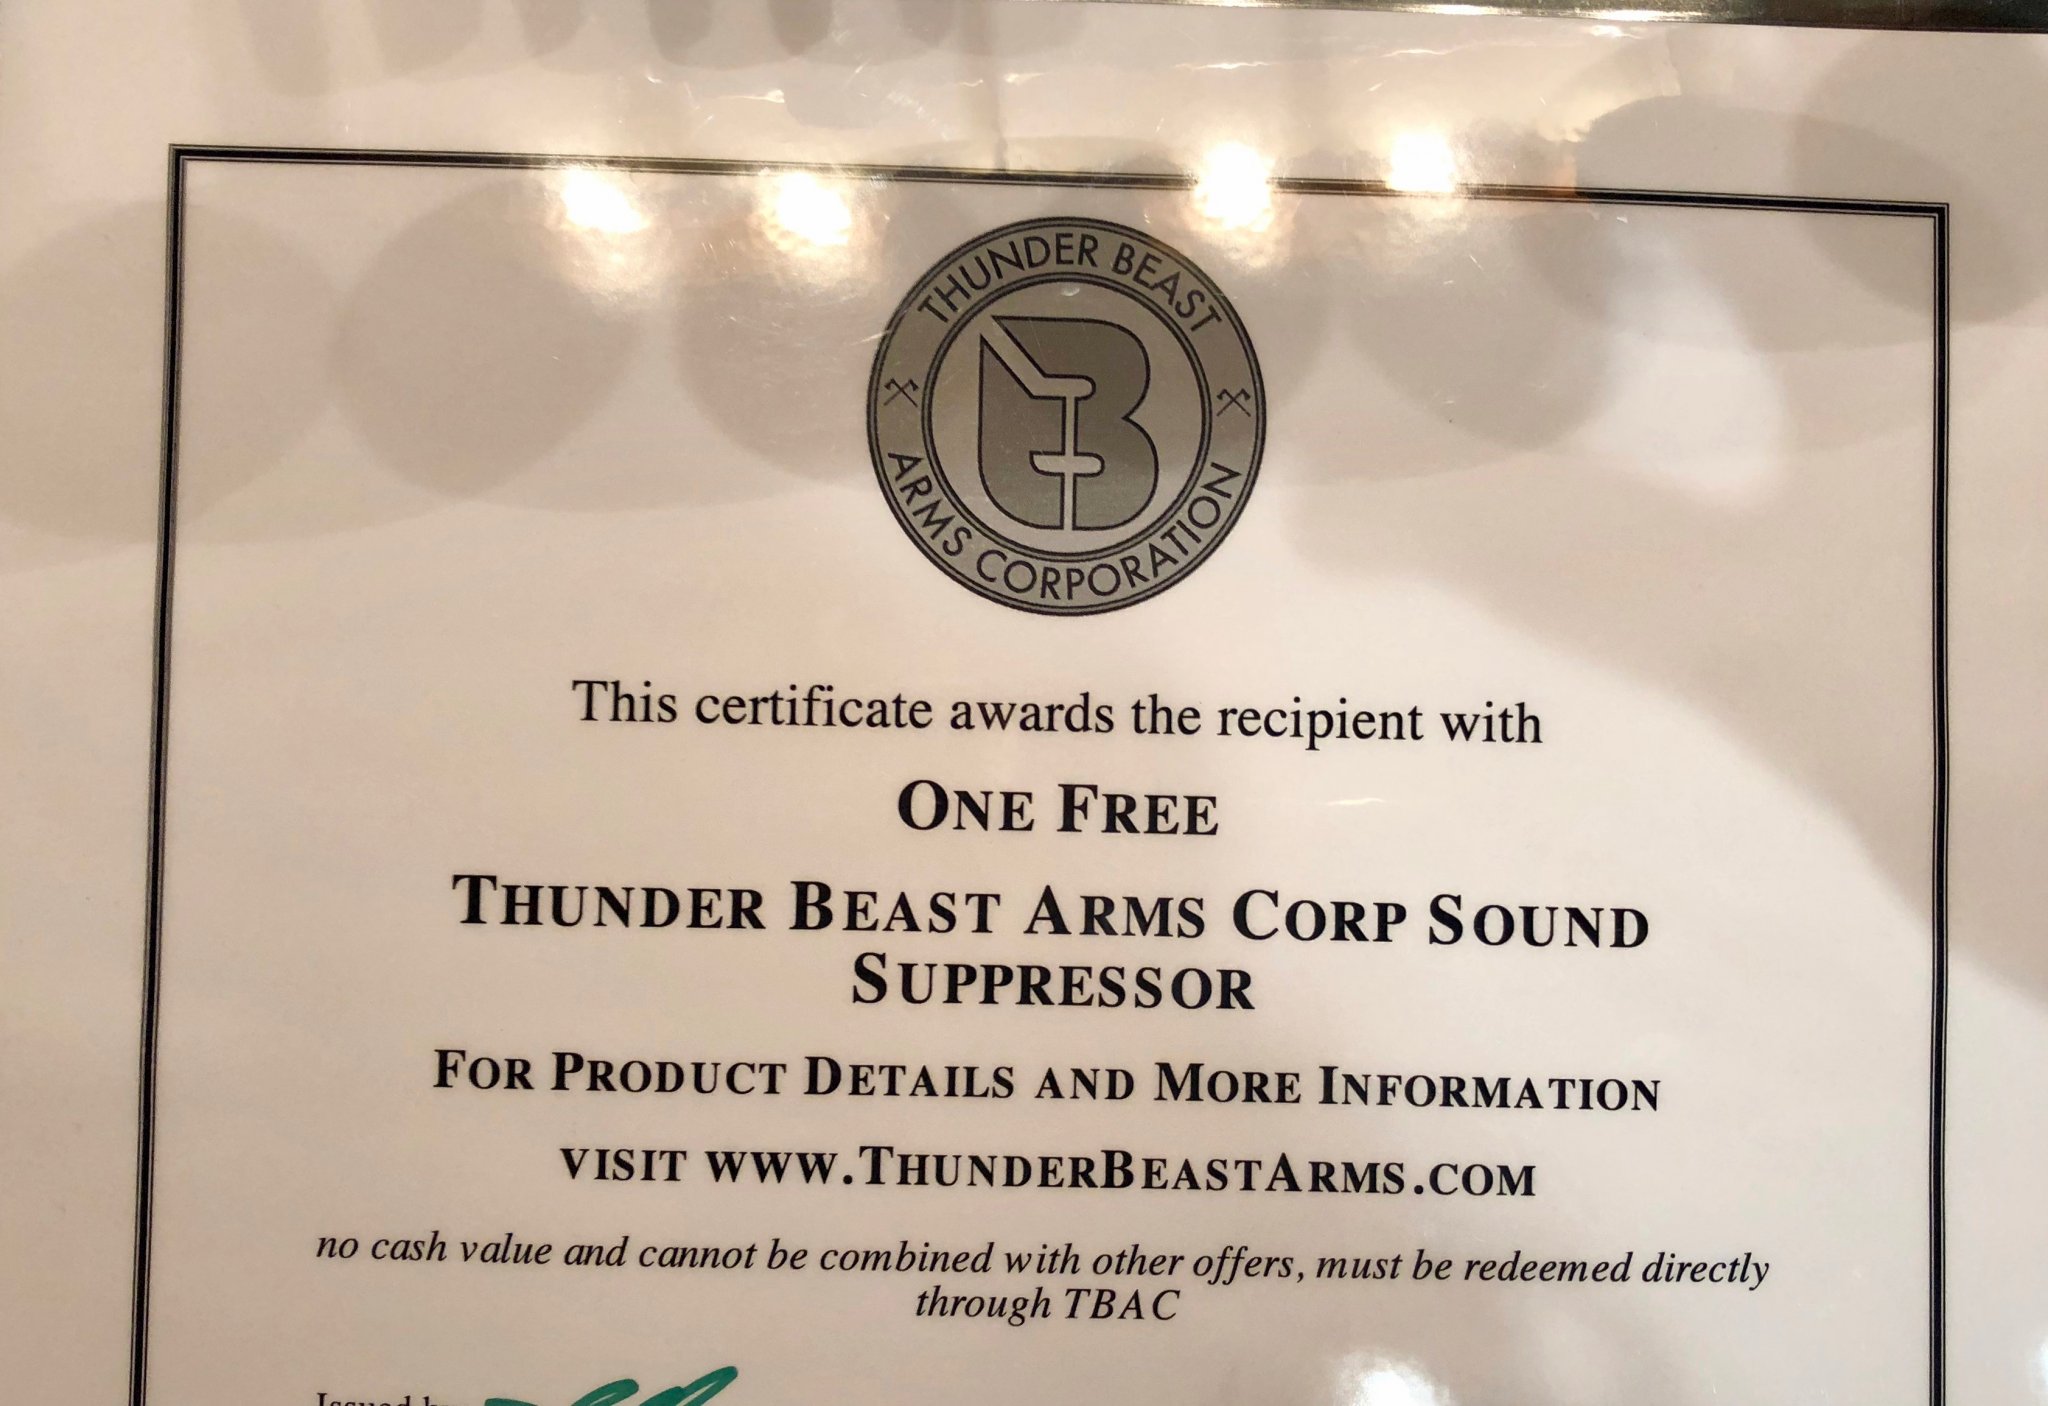 THUNDER BEAST
ARMS CORPORATION
This certificate awards the recipient with
ONE FREE
THUNDER BEAST ARMS CORP SOUND
SUPPRESSOR
FOR PRODUCT DETAILS AND MORE INFORMATION
VISIT WWW.THUNDERBEASTARMS.COM
no cash value and cannot be combined with other offers, must be redeemed directly
through TBAC
Issued